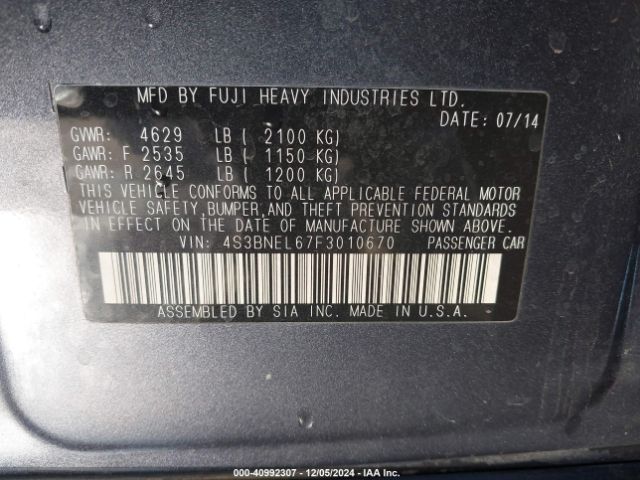 MFD BY FUJI HEAVY INDUSTRIES LTD.
DATE: 07/14
GVWR: 4629 LB ( 2100 KG)
GAWR: F 2535 LB ( 1150 KG)
GAWR: R 2645 LB ( 1200 KG)
THIS VEHICLE CONFORMS TO ALL APPLICABLE FEDERAL MOTOR
VEHICLE SAFETY, BUMPER, AND THEFT PREVENTION STANDARDS
IN EFFECT ON THE DATE OF MANUFACTURE SHOWN ABOVE.
VIN: 4S3BNEL67F3010670 PASSENGER CAR
ASSEMBLED BY SIA INC. MADE IN U.S.A.
000-40992307 - 12/05/2024 - IAA Inc.